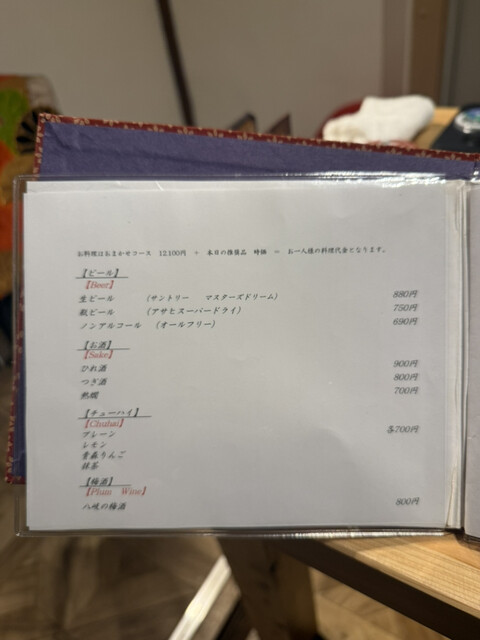 お料理はおまかせコース 12,100円 + 本日の推奨品 時価 = お一人様の料理代金となります。
【ビール】
【Beer】
生ビール (サントリー マスターズドリーム) 880円
瓶ビール (アサヒスーパードライ) 750円
ノンアルコール (オールフリー) 690円
【お酒】
【Sake】
ひれ酒 900円
つぎ酒 800円
熱燗 700円
【チューハイ】
【Chuhai】
プレーン 各700円
レモン
青森りんご
抹茶
【梅酒】
【Plum Wine】
八岐の梅酒 800円